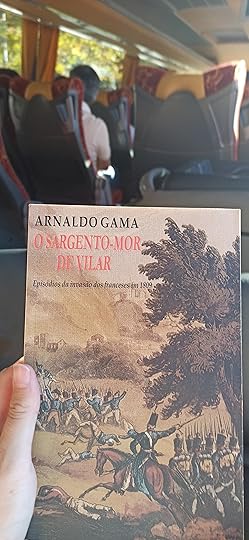 ARNALDO GAMA
O SARGENTO-MOR
DE VILAR
Episódios da invasão dos franceses em 1809